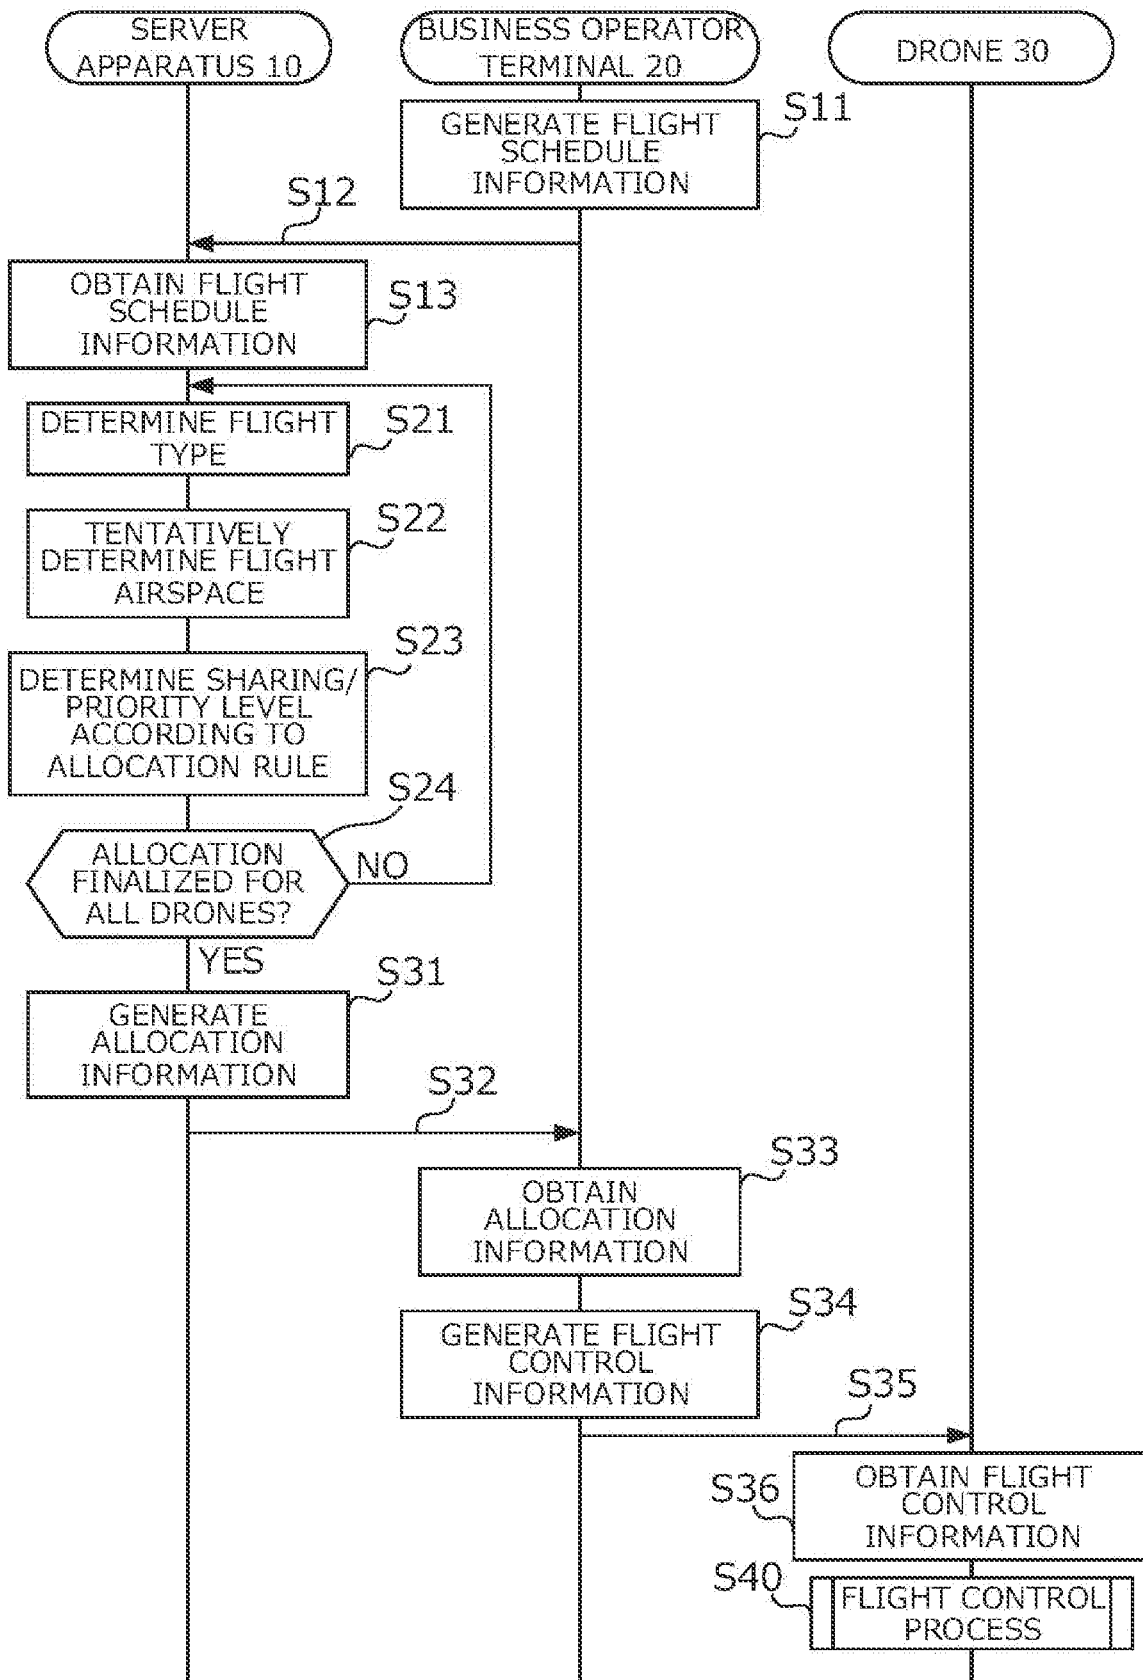 SERVER
APPARATUS 10
BUSINESS OPERATOR
TERMINAL 20
DRONE 30
GENERATE FLIGHT
SCHEDULE
INFORMATION
S11
S12
OBTAIN FLIGHT
SCHEDULE
INFORMATION
S13
DETERMINE FLIGHT
TYPE
S21
TENTATIVELY
DETERMINE FLIGHT
AIRSPACE
S22
DETERMINE SHARING/
PRIORITY LEVEL
ACCORDING TO
ALLOCATION RULE
S23
ALLOCATION
FINALIZED FOR
ALL DRONES?
S24
NO
YES
GENERATE
ALLOCATION
INFORMATION
S31
S32
OBTAIN
ALLOCATION
INFORMATION
S33
GENERATE FLIGHT
CONTROL
INFORMATION
S34
S35
OBTAIN FLIGHT
CONTROL
INFORMATION
S36
FLIGHT CONTROL
PROCESS
S40